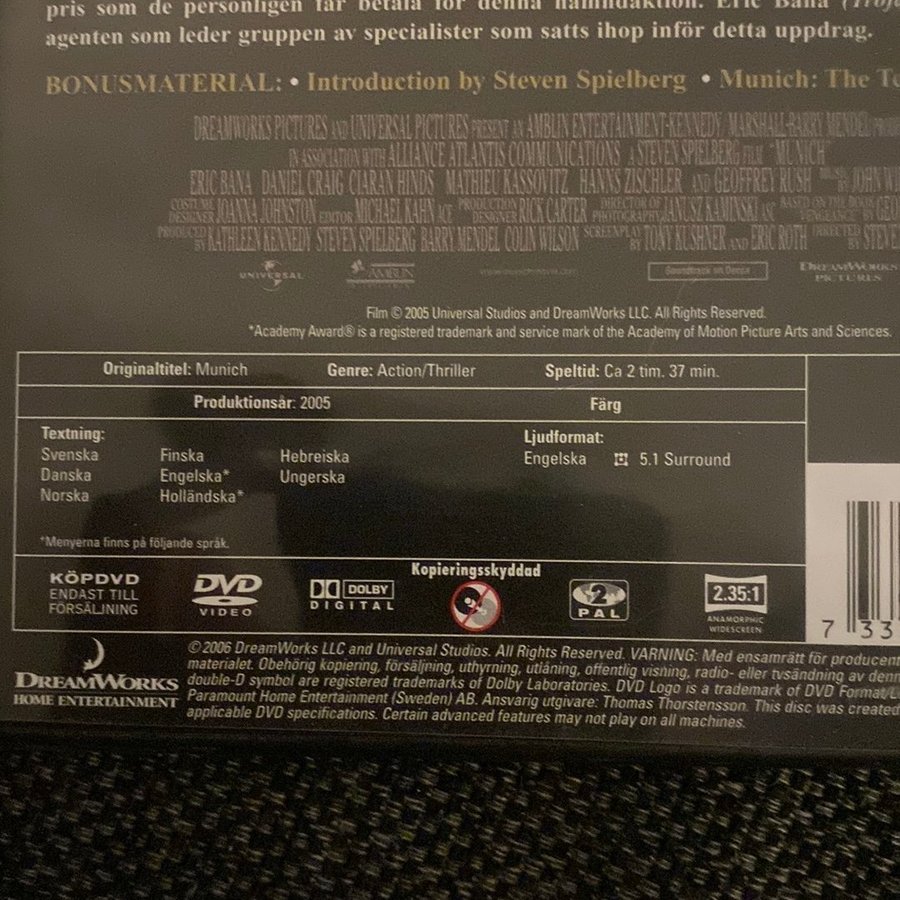 pris som de personligen får betala för denna hämndaktion. Eric Bana (Troja
agenten som leder gruppen av specialister som satts ihop inför detta uppdrag.
BONUSMATERIAL: • Introduction by Steven Spielberg • Munich: The Te
DREAMWORKS PICTURES AND UNIVERSAL PICTURES PRESENT AN AMBLIN ENTERTAINMENT-KENNEDY/MARSHALL-BARRY MENDEL
IN ASSOCIATION WITH ALLIANCE ATLANTIS COMMUNICATIONS A STEVEN SPIELBERG FILM "MUNICH"
ERIC BANA DANIEL CRAIG CIARAN HINDS MATHIEU KASSOVITZ HANNS ZISCHLER AND GEOFFREY RUSH MUSIC BY JOHN WI
COSTUME DESIGNER JOANNA JOHNSTON EDITOR MICHAEL KAHN ACE PRODUCTION DESIGNER RICK CARTER DIRECTOR OF PHOTOGRAPHY JANUSZ KAMINSKI ASC BASED ON THE BOOK "VENGEANCE" BY GEO
PRODUCED BY KATHLEEN KENNEDY STEVEN SPIELBERG BARRY MENDEL COLIN WILSON SCREENPLAY BY TONY KUSHNER AND ERIC ROTH DIRECTED BY STEVE
UNIVERSAL AMBLIN Soundtrack on Decca DREAMWORKS PICTURES
Film © 2005 Universal Studios and DreamWorks LLC. All Rights Reserved.
*Academy Award® is a registered trademark and service mark of the Academy of Motion Picture Arts and Sciences.
Originaltitel: Munich Genre: Action/Thriller Speltid: Ca 2 tim. 37 min.
Produktionsår: 2005 Färg
Textning:
Svenska Finska Hebreiska
Danska Engelska* Ungerska
Norska Holländska*
*Menyerna finns på följande språk.
Ljudformat:
Engelska 5.1 Surround
KÖPDVD
ENDAST TILL
FÖRSÄLJNING
DVD
VIDEO
DOLBY
DIGITAL
Kopieringsskyddad
2
PAL
2.35:1
ANAMORPHIC
WIDESCREEN
7 33
DREAMWORKS
HOME ENTERTAINMENT
©2006 DreamWorks LLC and Universal Studios. All Rights Reserved. VARNING: Med ensamrätt för producent
materialet. Obehörig kopiering, försäljning, uthyrning, utlåning, offentlig visning, radio- eller tvsändning av denn
double-D symbol are registered trademarks of Dolby Laboratories. DVD Logo is a trademark of DVD Format/L
Paramount Home Entertainment (Sweden) AB. Ansvarig utgivare: Thomas Thorstensson. This disc was created
applicable DVD specifications. Certain advanced features may not play on all machines.